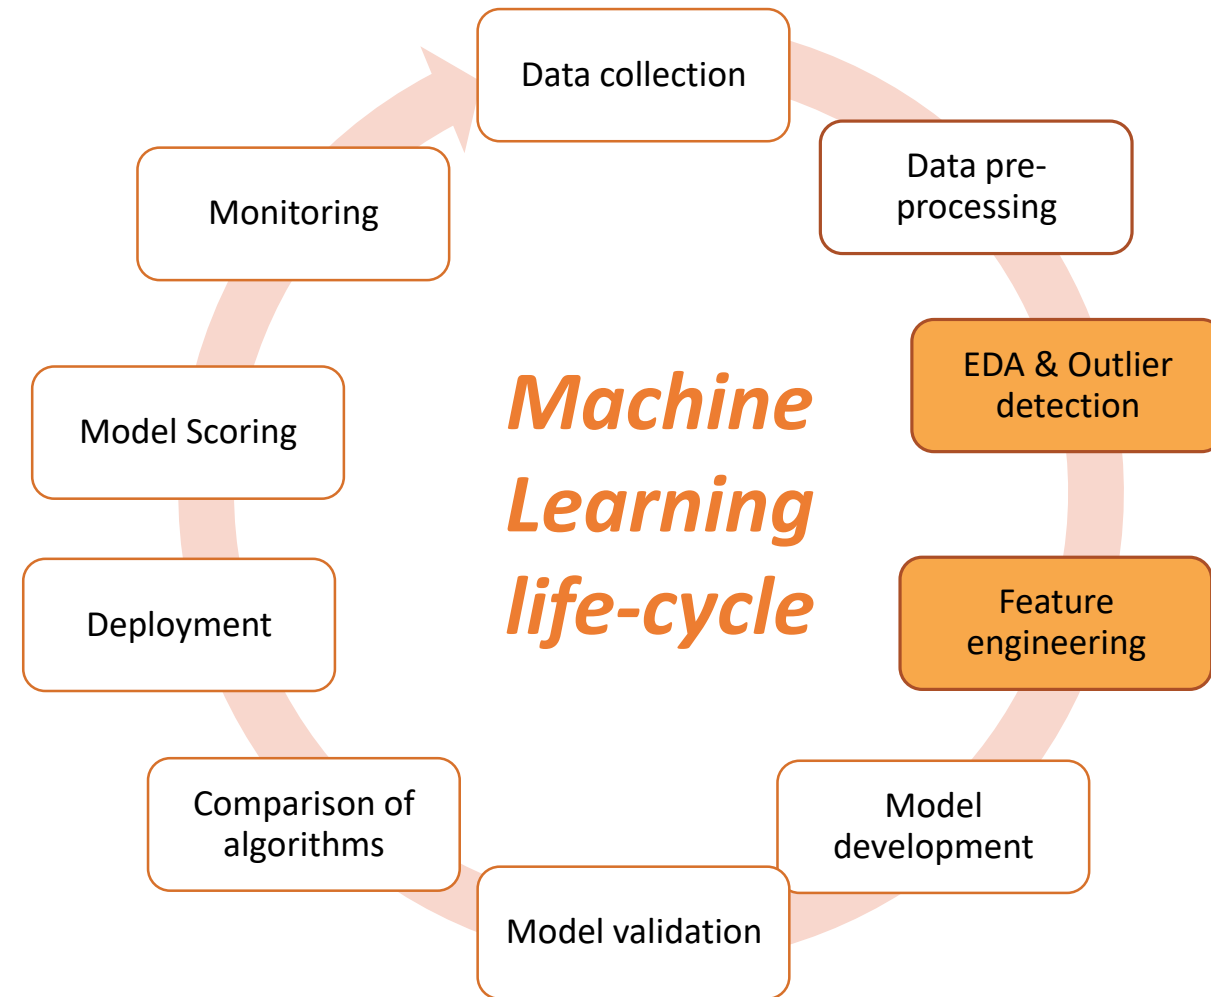 Data collection
Data pre-
processing
EDA & Outlier
detection
Feature
engineering
Model
development
Model validation
Comparison of
algorithms
Deployment
Model Scoring
Monitoring
Machine
Learning
life-cycle